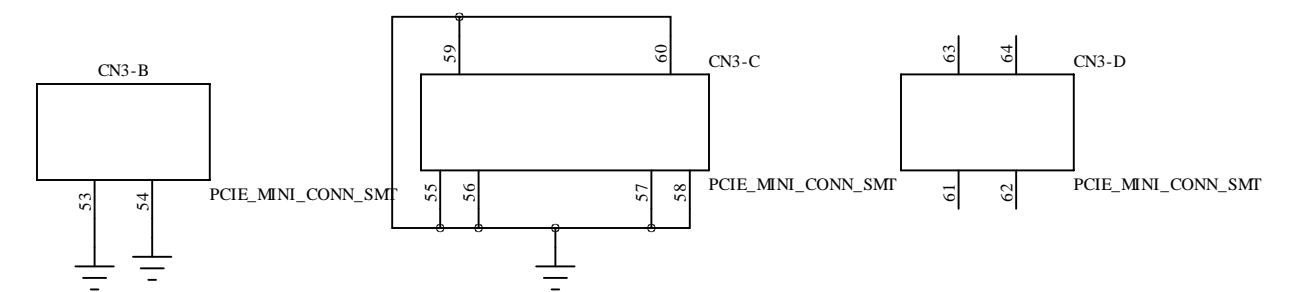 59
60
63
64
CN3-B
CN3-C
CN3-D
53
54
PCIE_MINI_CONN_SMT
55
56
57
58
PCIE_MINI_CONN_SMT
61
62
PCIE_MINI_CONN_SMT